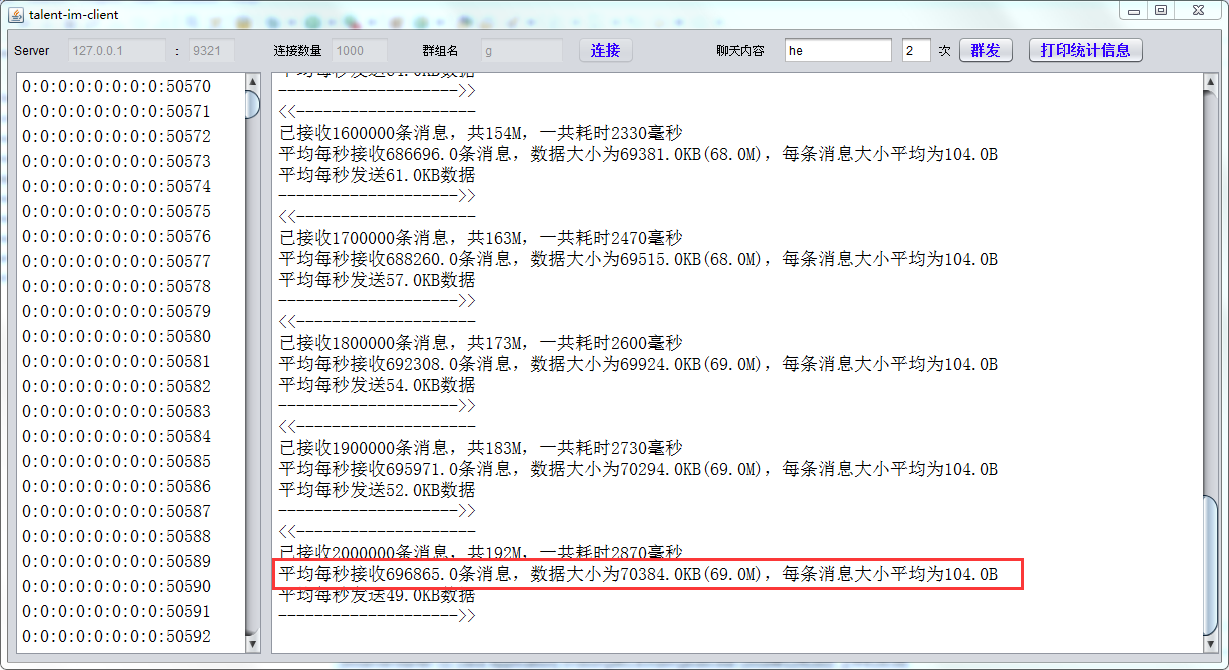 talent-im-client
Server 127.0.0.1 : 9321 连接数量 1000 群组名 g 连接 聊天内容 he 2 次 群发 打印统计信息
0:0:0:0:0:0:0:0:50570
0:0:0:0:0:0:0:0:50571
0:0:0:0:0:0:0:0:50572
0:0:0:0:0:0:0:0:50573
0:0:0:0:0:0:0:0:50574
0:0:0:0:0:0:0:0:50575
0:0:0:0:0:0:0:0:50576
0:0:0:0:0:0:0:0:50577
0:0:0:0:0:0:0:0:50578
0:0:0:0:0:0:0:0:50579
0:0:0:0:0:0:0:0:50580
0:0:0:0:0:0:0:0:50581
0:0:0:0:0:0:0:0:50582
0:0:0:0:0:0:0:0:50583
0:0:0:0:0:0:0:0:50584
0:0:0:0:0:0:0:0:50585
0:0:0:0:0:0:0:0:50586
0:0:0:0:0:0:0:0:50587
0:0:0:0:0:0:0:0:50588
0:0:0:0:0:0:0:0:50589
0:0:0:0:0:0:0:0:50590
0:0:0:0:0:0:0:0:50591
0:0:0:0:0:0:0:0:50592
平均每秒发送64.0KB数据
-------------------->>
<<--------------------
已接收1600000条消息，共154M，一共耗时2330毫秒
平均每秒接收686696.0条消息，数据大小为69381.0KB(68.0M)，每条消息大小平均为104.0B
平均每秒发送61.0KB数据
-------------------->>
<<--------------------
已接收1700000条消息，共163M，一共耗时2470毫秒
平均每秒接收688260.0条消息，数据大小为69515.0KB(68.0M)，每条消息大小平均为104.0B
平均每秒发送57.0KB数据
-------------------->>
<<--------------------
已接收1800000条消息，共173M，一共耗时2600毫秒
平均每秒接收692308.0条消息，数据大小为69924.0KB(69.0M)，每条消息大小平均为104.0B
平均每秒发送54.0KB数据
-------------------->>
<<--------------------
已接收1900000条消息，共183M，一共耗时2730毫秒
平均每秒接收695971.0条消息，数据大小为70294.0KB(69.0M)，每条消息大小平均为104.0B
平均每秒发送52.0KB数据
-------------------->>
<<--------------------
已接收2000000条消息，共192M，一共耗时2870毫秒
平均每秒接收696865.0条消息，数据大小为70384.0KB(69.0M)，每条消息大小平均为104.0B
平均每秒发送49.0KB数据
-------------------->>